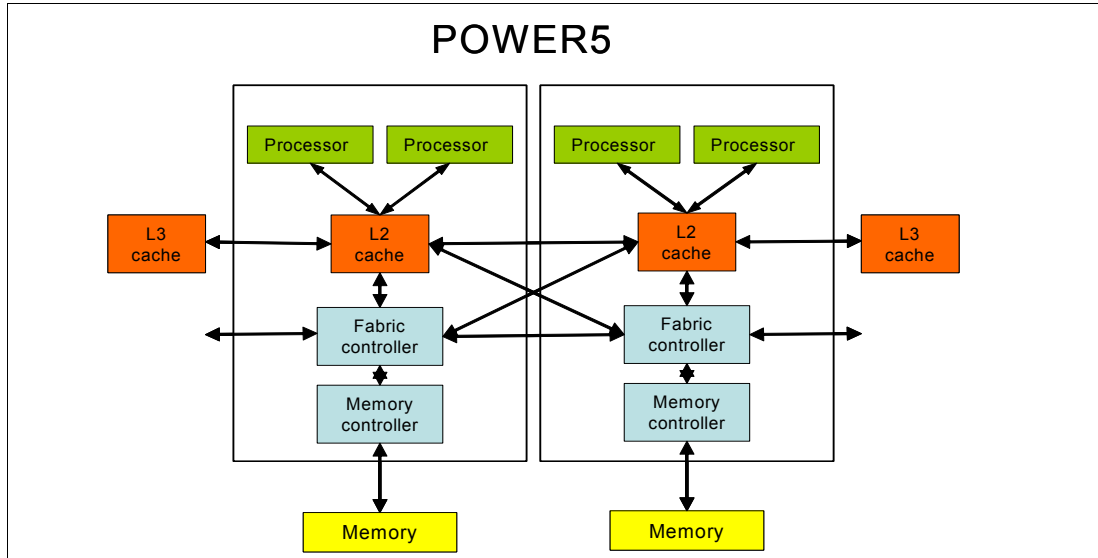 POWER5
Processor
Processor
Processor
Processor
L3
cache
L2
cache
L2
cache
L3
cache
Fabric
controller
Fabric
controller
Memory
controller
Memory
controller
Memory
Memory